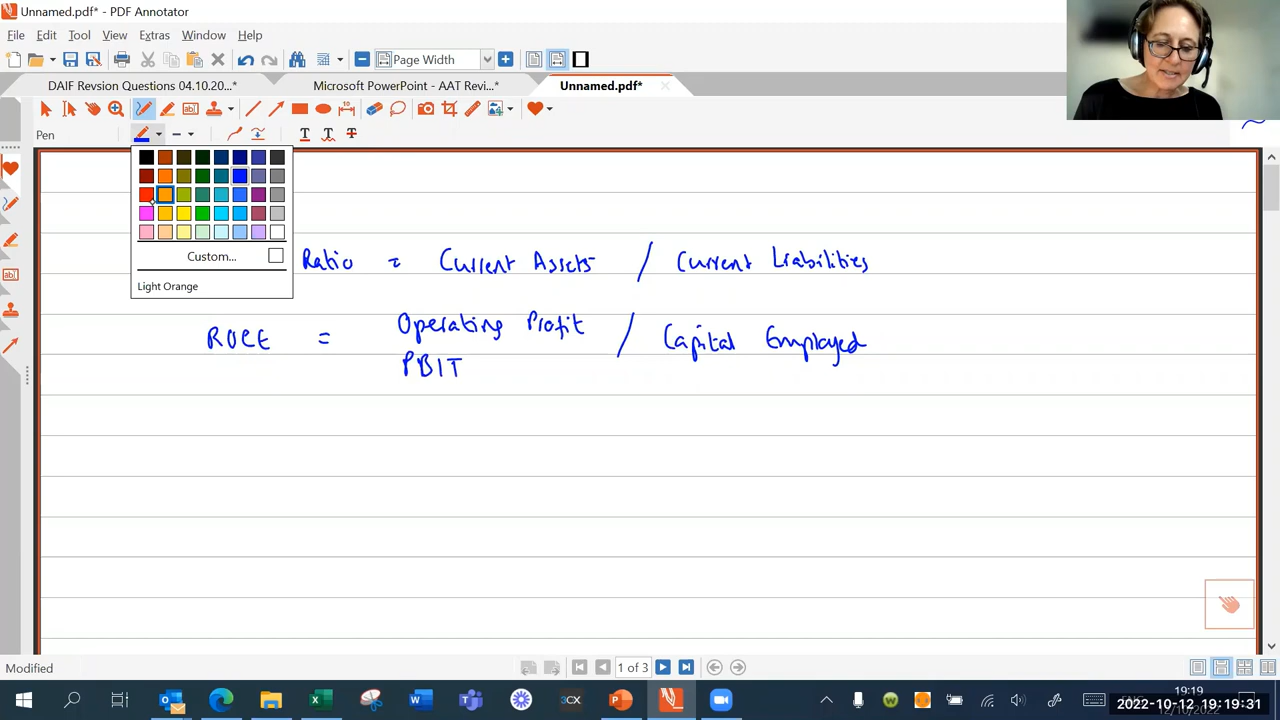 Unnamed.pdf* - PDF Annotator
File Edit Tool View Extras Window Help
Page Width
DAIF Revsion Questions 04.10.20...*
Microsoft PowerPoint - AAT Revi...*
Unnamed.pdf*
Pen
Custom...
Light Orange
Ratio = Current Assets / Current Liabilities
ROCE = Operating Profit / Capital Employed
PBIT
Modified
1 of 3
19:19
2022-10-12 19:19:31